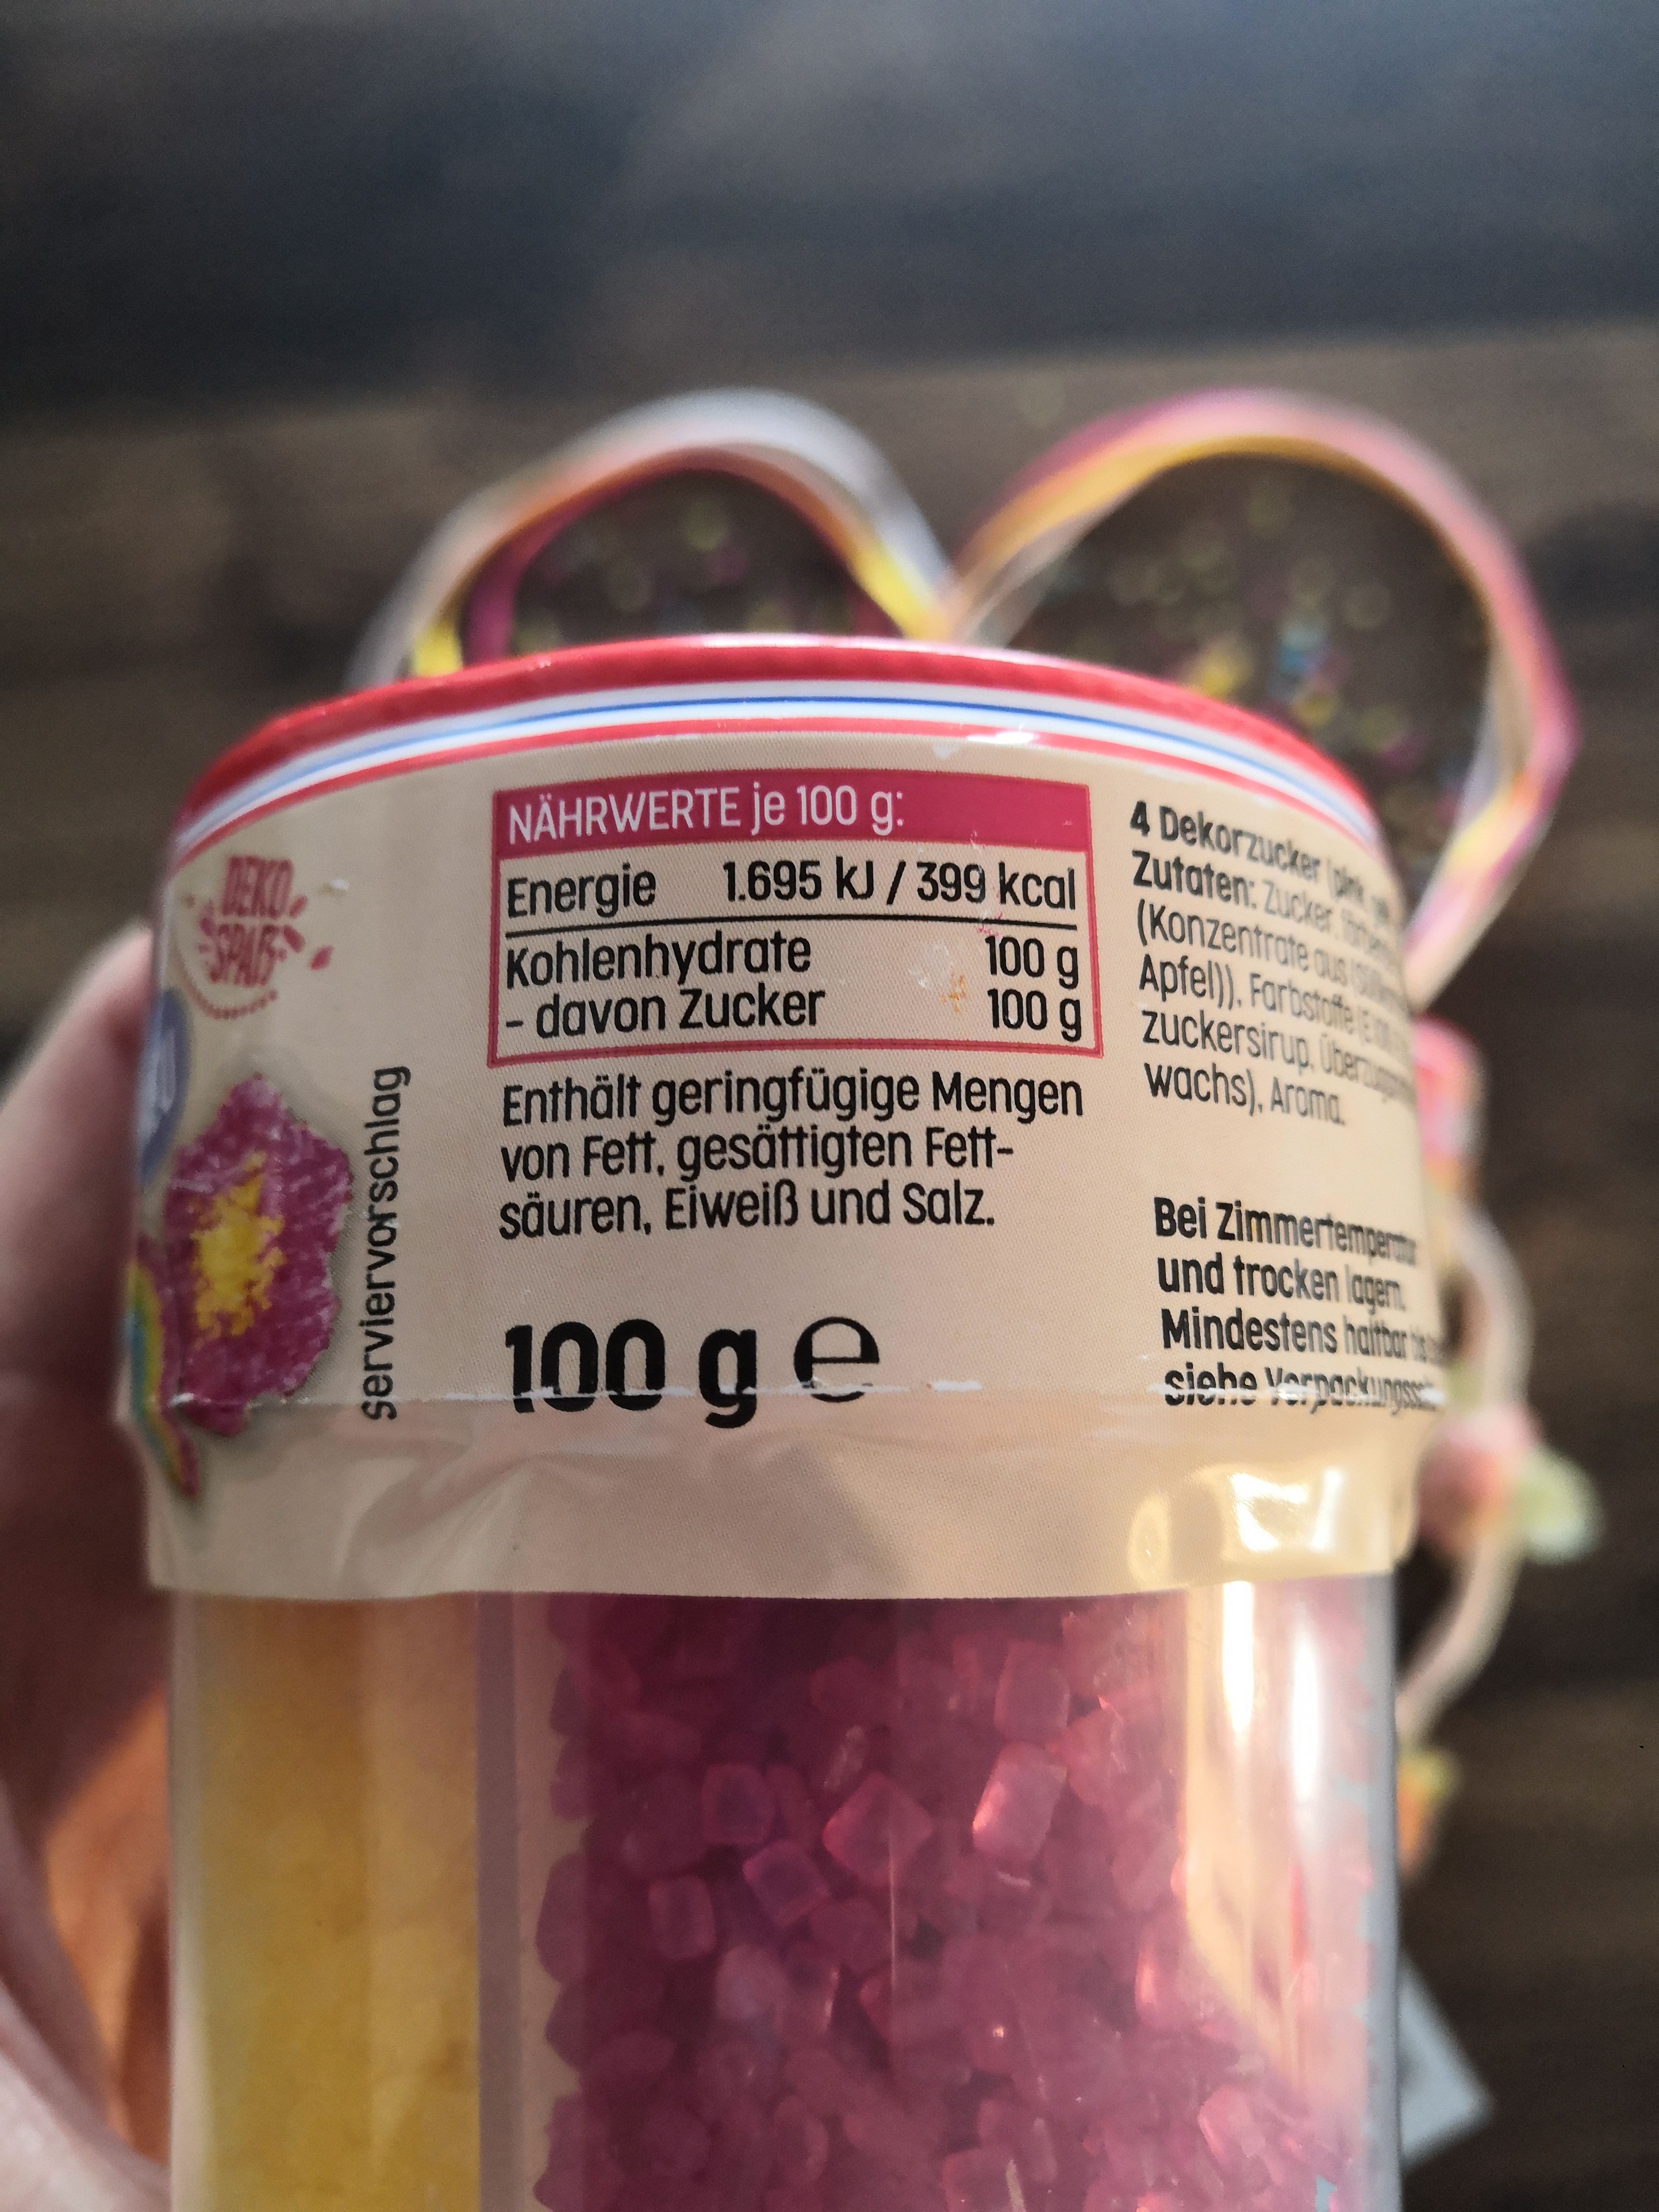 DEKO
SPAẞ
serviervorschlag
NÄHRWERTE je 100 g:
Energie 1.695 kJ / 399 kcal
Kohlenhydrate 100 g
- davon Zucker 100 g
Enthält geringfügige Mengen
von Fett, gesättigten Fett-
säuren, Eiweiß und Salz.
100 g e
4 Dekorzucker (pink
Zutaten: Zucker,
(Konzentrate aus
Apfel)), Farbstoffe
zuckersirup,
wachs), Aroma.
Bei Zimmertemperatur
und trocken lagern.
Mindestens haltbar
siehe